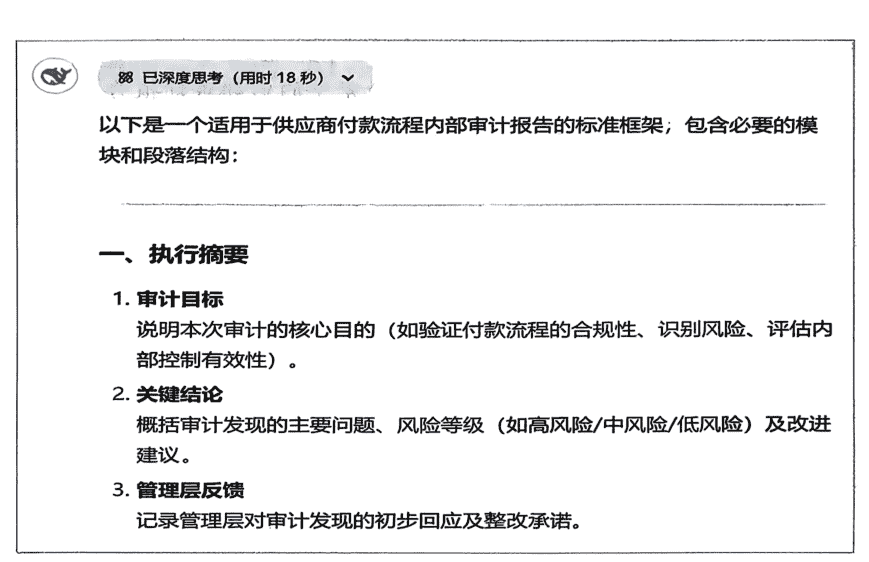 已深度思考（用时 18 秒）
以下是一个适用于供应商付款流程内部审计报告的标准框架；包含必要的模
块和段落结构：
一、执行摘要
1. 审计目标
说明本次审计的核心目的（如验证付款流程的合规性、识别风险、评估内
部控制有效性）。
2. 关键结论
概括审计发现的主要问题、风险等级（如高风险/中风险/低风险）及改进
建议。
3. 管理层反馈
记录管理层对审计发现的初步回应及整改承诺。